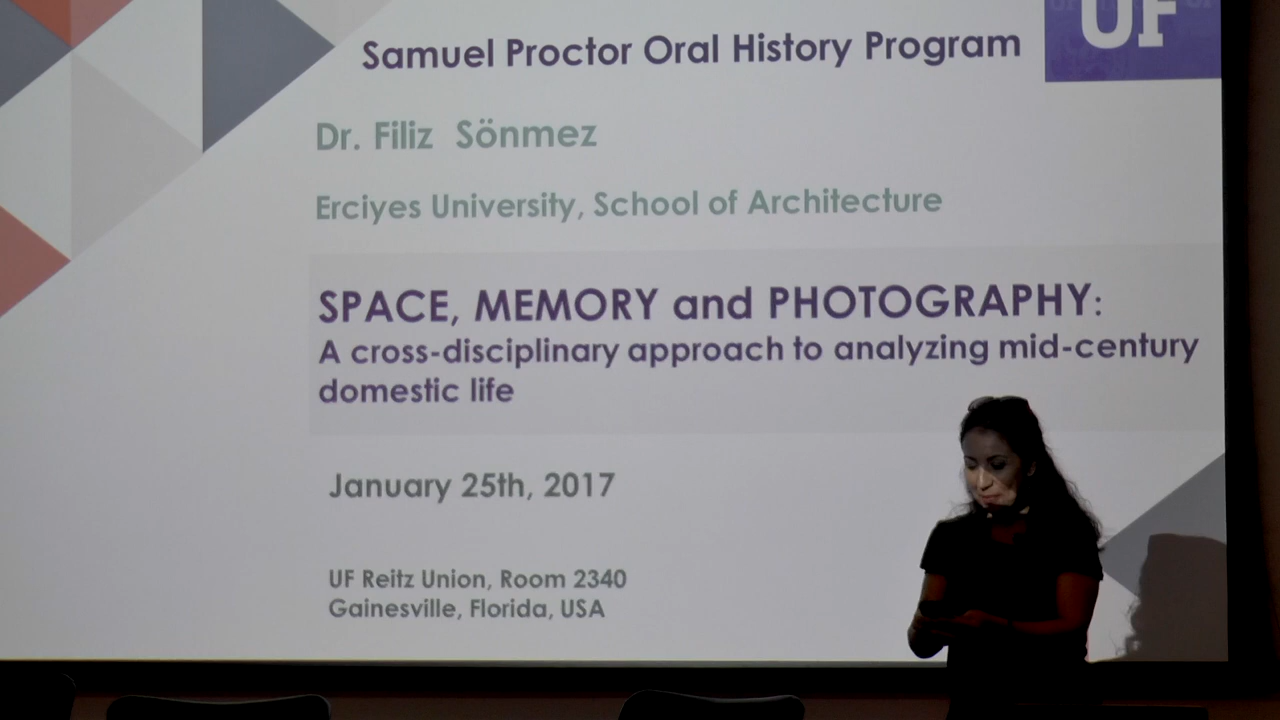 Samuel Proctor Oral History Program
UF
Dr. Filiz Sönmez
Erciyes University, School of Architecture
SPACE, MEMORY and PHOTOGRAPHY:
A cross-disciplinary approach to analyzing mid-century
domestic life
January 25th, 2017
UF Reitz Union, Room 2340
Gainesville, Florida, USA